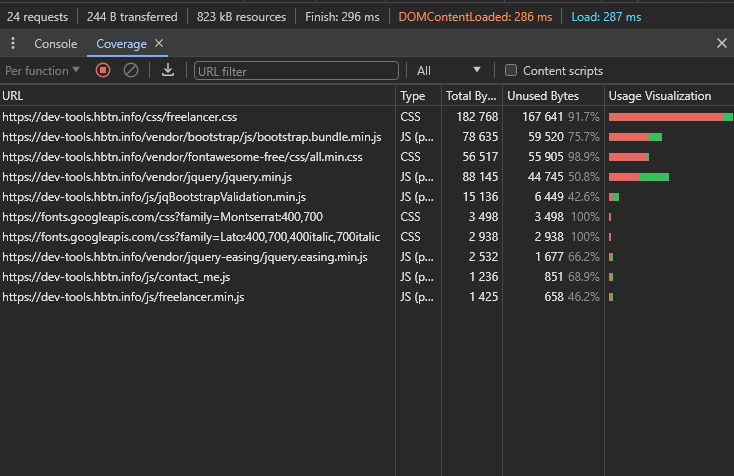 24 requests 244 B transferred 823 kB resources Finish: 296 ms DOMContentLoaded: 286 ms Load: 287 ms
Console Coverage
Per function URL filter All Content scripts
URL Type Total By... Unused Bytes Usage Visualization
https://dev-tools.hbtn.info/css/freelancer.css CSS 182 768 167 641 91.7%
https://dev-tools.hbtn.info/vendor/bootstrap/js/bootstrap.bundle.min.js JS (p... 78 635 59 520 75.7%
https://dev-tools.hbtn.info/vendor/fontawesome-free/css/all.min.css CSS 56 517 55 905 98.9%
https://dev-tools.hbtn.info/vendor/jquery/jquery.min.js JS (p... 88 145 44 745 50.8%
https://dev-tools.hbtn.info/js/jqBootstrapValidation.min.js JS (p... 15 136 6 449 42.6%
https://fonts.googleapis.com/css?family=Montserrat:400,700 CSS 3 498 3 498 100%
https://fonts.googleapis.com/css?family=Lato:400,700,400italic,700italic CSS 2 938 2 938 100%
https://dev-tools.hbtn.info/vendor/jquery-easing/jquery.easing.min.js JS (p... 2 532 1 677 66.2%
https://dev-tools.hbtn.info/js/contact_me.js JS (p... 1 236 851 68.9%
https://dev-tools.hbtn.info/js/freelancer.min.js JS (p... 1 425 658 46.2%